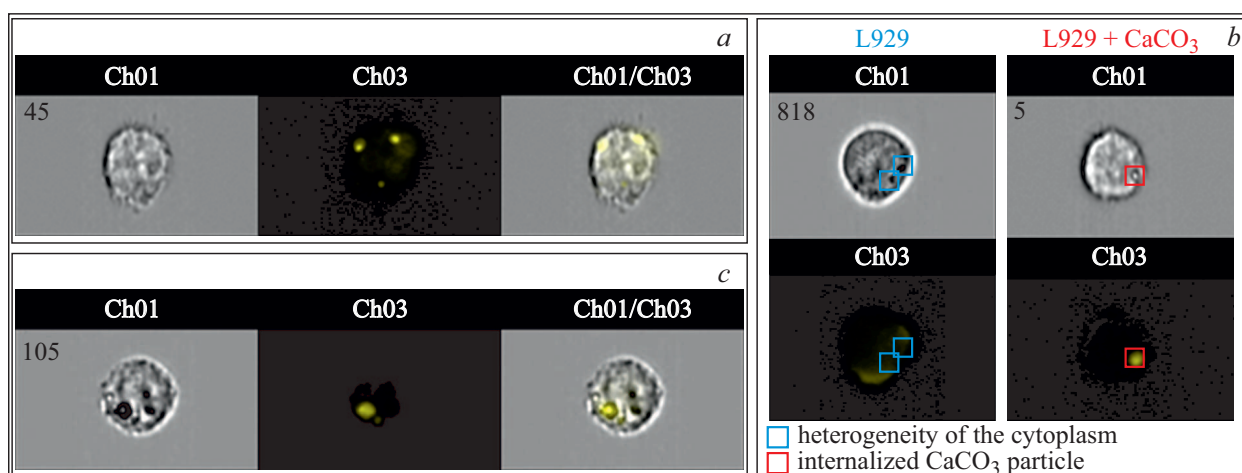 a
Ch01 Ch03 Ch01/Ch03
45
c
Ch01 Ch03 Ch01/Ch03
105
L929 L929 + CaCO₃ b
Ch01 Ch01
818 5
Ch03 Ch03
heterogeneity of the cytoplasm
internalized CaCO₃ particle